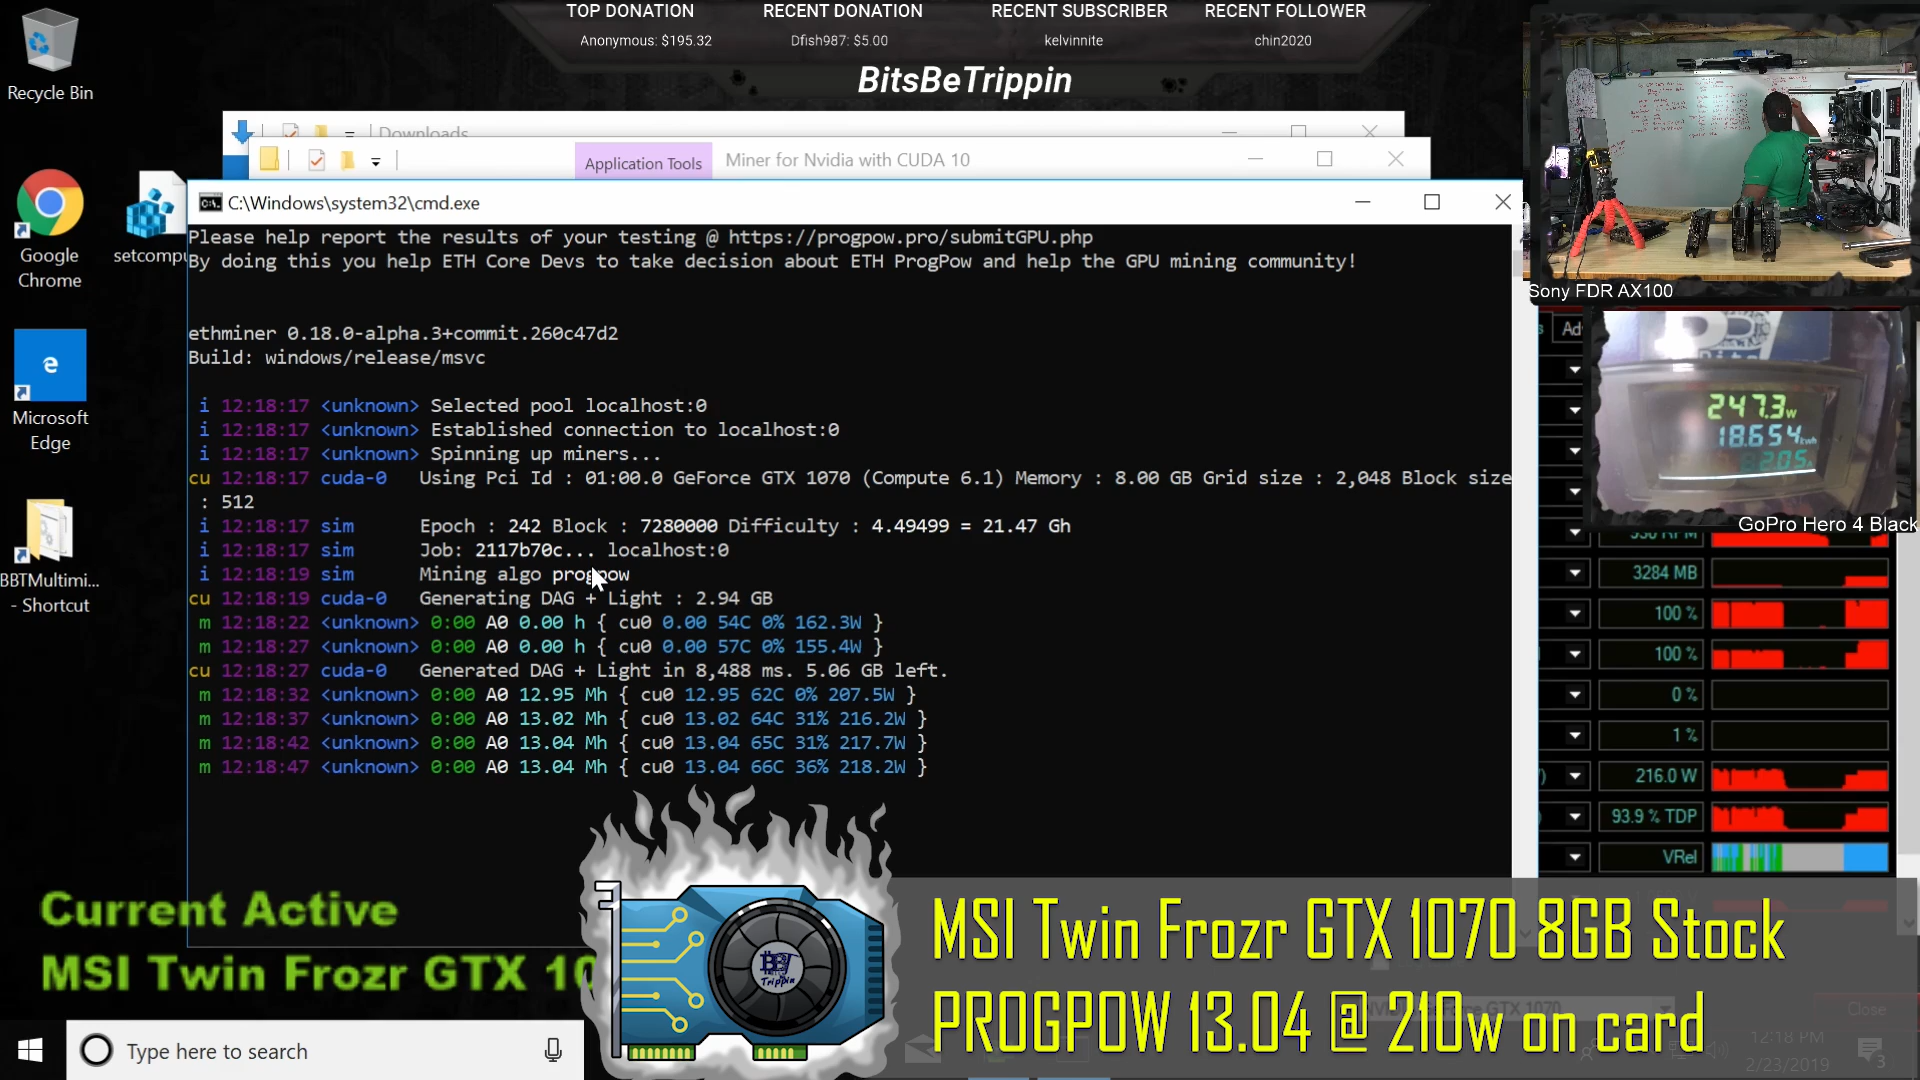 TOP DONATION
Anonymous: $195.32
RECENT DONATION
Dfish987: $5.00
RECENT SUBSCRIBER
kelvinnite
RECENT FOLLOWER
chin2020
BitsBeTrippin
Recycle Bin
Google Chrome
setcompu
Microsoft Edge
BBTMultimi...
- Shortcut
Downloads
Application Tools
Miner for Nvidia with CUDA 10
C:\Windows\system32\cmd.exe
Please help report the results of your testing @ https://progpow.pro/submitGPU.php
By doing this you help ETH Core Devs to take decision about ETH ProgPow and help the GPU mining community!
ethminer 0.18.0-alpha.3+commit.260c47d2
Build: windows/release/msvc
i 12:18:17 <unknown> Selected pool localhost:0
i 12:18:17 <unknown> Established connection to localhost:0
i 12:18:17 <unknown> Spinning up miners...
cu 12:18:17 cuda-0 Using Pci Id : 01:00.0 GeForce GTX 1070 (Compute 6.1) Memory : 8.00 GB Grid size : 2,048 Block size
: 512
i 12:18:17 sim Epoch : 242 Block : 7280000 Difficulty : 4.49499 = 21.47 Gh
i 12:18:17 sim Job: 2117b70c... localhost:0
i 12:18:19 sim Mining algo progpow
cu 12:18:19 cuda-0 Generating DAG + Light : 2.94 GB
m 12:18:22 <unknown> 0:00 A0 0.00 h { cu0 0.00 54C 0% 162.3W }
m 12:18:27 <unknown> 0:00 A0 0.00 h { cu0 0.00 57C 0% 155.4W }
cu 12:18:27 cuda-0 Generated DAG + Light in 8,488 ms. 5.06 GB left.
m 12:18:32 <unknown> 0:00 A0 12.95 Mh { cu0 12.95 62C 0% 207.5W }
m 12:18:37 <unknown> 0:00 A0 13.02 Mh { cu0 13.02 64C 31% 216.2W }
m 12:18:42 <unknown> 0:00 A0 13.04 Mh { cu0 13.04 65C 31% 217.7W }
m 12:18:47 <unknown> 0:00 A0 13.04 Mh { cu0 13.04 66C 36% 218.2W }
Sony FDR AX100
Ad
247.3w
18.654kwh
GoPro Hero 4 Black
3284 MB
100 %
100 %
0 %
1 %
216.0 W
93.9 % TDP
VRel
Current Active
MSI Twin Frozr GTX 10
BBT
Trippin
MSI Twin Frozr GTX 1070 8GB Stock
PROGPOW 13.04 @ 210w on card
Close
Type here to search
12:18 PM
2/23/2019
3